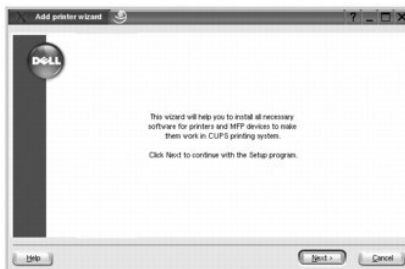 Add printer wizard
DELL
This wizard will help you to install all necessary
software for printers and MFP devices to make
them work in CUPS printing system.
Click Next to continue with the Setup program.
Help
Next >
Cancel